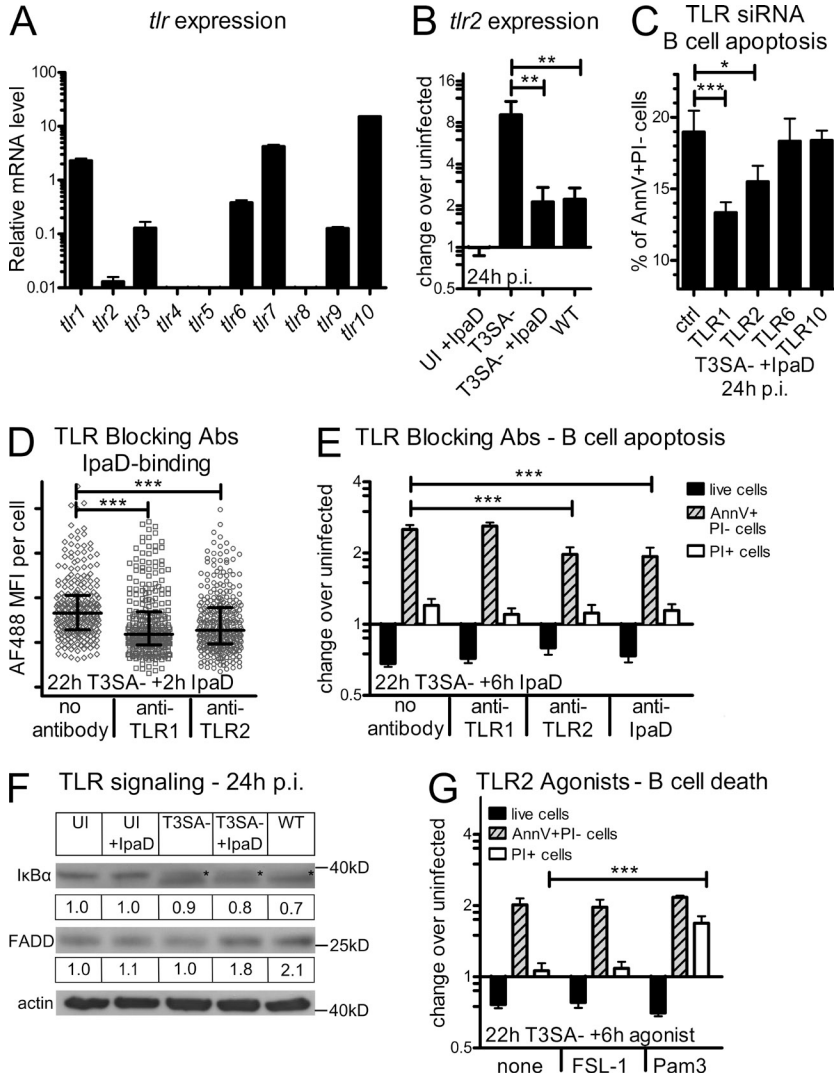 A
tlr expression
Relative mRNA level
100
10
1
0.1
0.01
tlr1
tlr2
tlr3
tlr4
tlr5
tlr6
tlr7
tlr8
tlr9
tlr10
B
tlr2 expression
change over uninfected
16
8
4
2
1
0.5
**
**
24h p.i.
UI +IpaD
T3SA-
T3SA- +IpaD
WT
C
TLR siRNA
B cell apoptosis
% of AnnV+PI- cells
20
15
10
*
***
ctrl
TLR1
TLR2
TLR6
TLR10
T3SA- +IpaD
24h p.i.
D
TLR Blocking Abs
IpaD-binding
AF488 MFI per cell
***
***
22h T3SA- +2h IpaD
no
antibody
anti-
TLR1
anti-
TLR2
E
TLR Blocking Abs - B cell apoptosis
change over uninfected
4
2
1
0.5
***
***
live cells
AnnV+
PI- cells
PI+ cells
22h T3SA- +6h IpaD
no
antibody
anti-
TLR1
anti-
TLR2
anti-
IpaD
F
TLR signaling - 24h p.i.
UI
UI
+IpaD
T3SA-
T3SA-
+IpaD
WT
IκBα
* * *
40kD
1.0 1.0 0.9 0.8 0.7
FADD
25kD
1.0 1.1 1.0 1.8 2.1
actin
40kD
G
TLR2 Agonists - B cell death
change over uninfected
4
2
1
0.5
live cells
AnnV+PI- cells
PI+ cells
***
22h T3SA- +6h agonist
none
FSL-1
Pam3